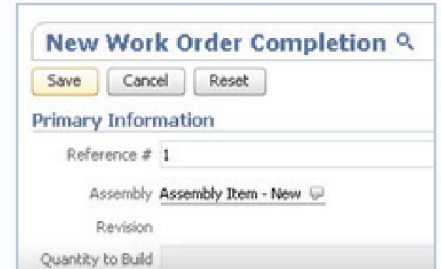 New Work Order Completion
Save Cancel Reset
Primary Information
Reference # 1
Assembly Assembly Item - New
Revision
Quantity to Build